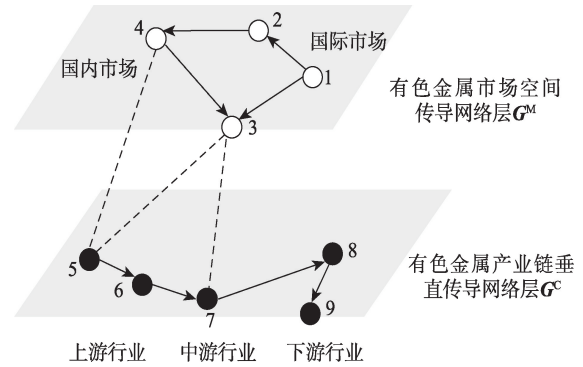 4
2
国际市场
国内市场
1
3
有色金属市场空间
传导网络层Gᴹ
5
6
7
8
9
有色金属产业链垂
直传导网络层Gᶜ
上游行业 中游行业 下游行业